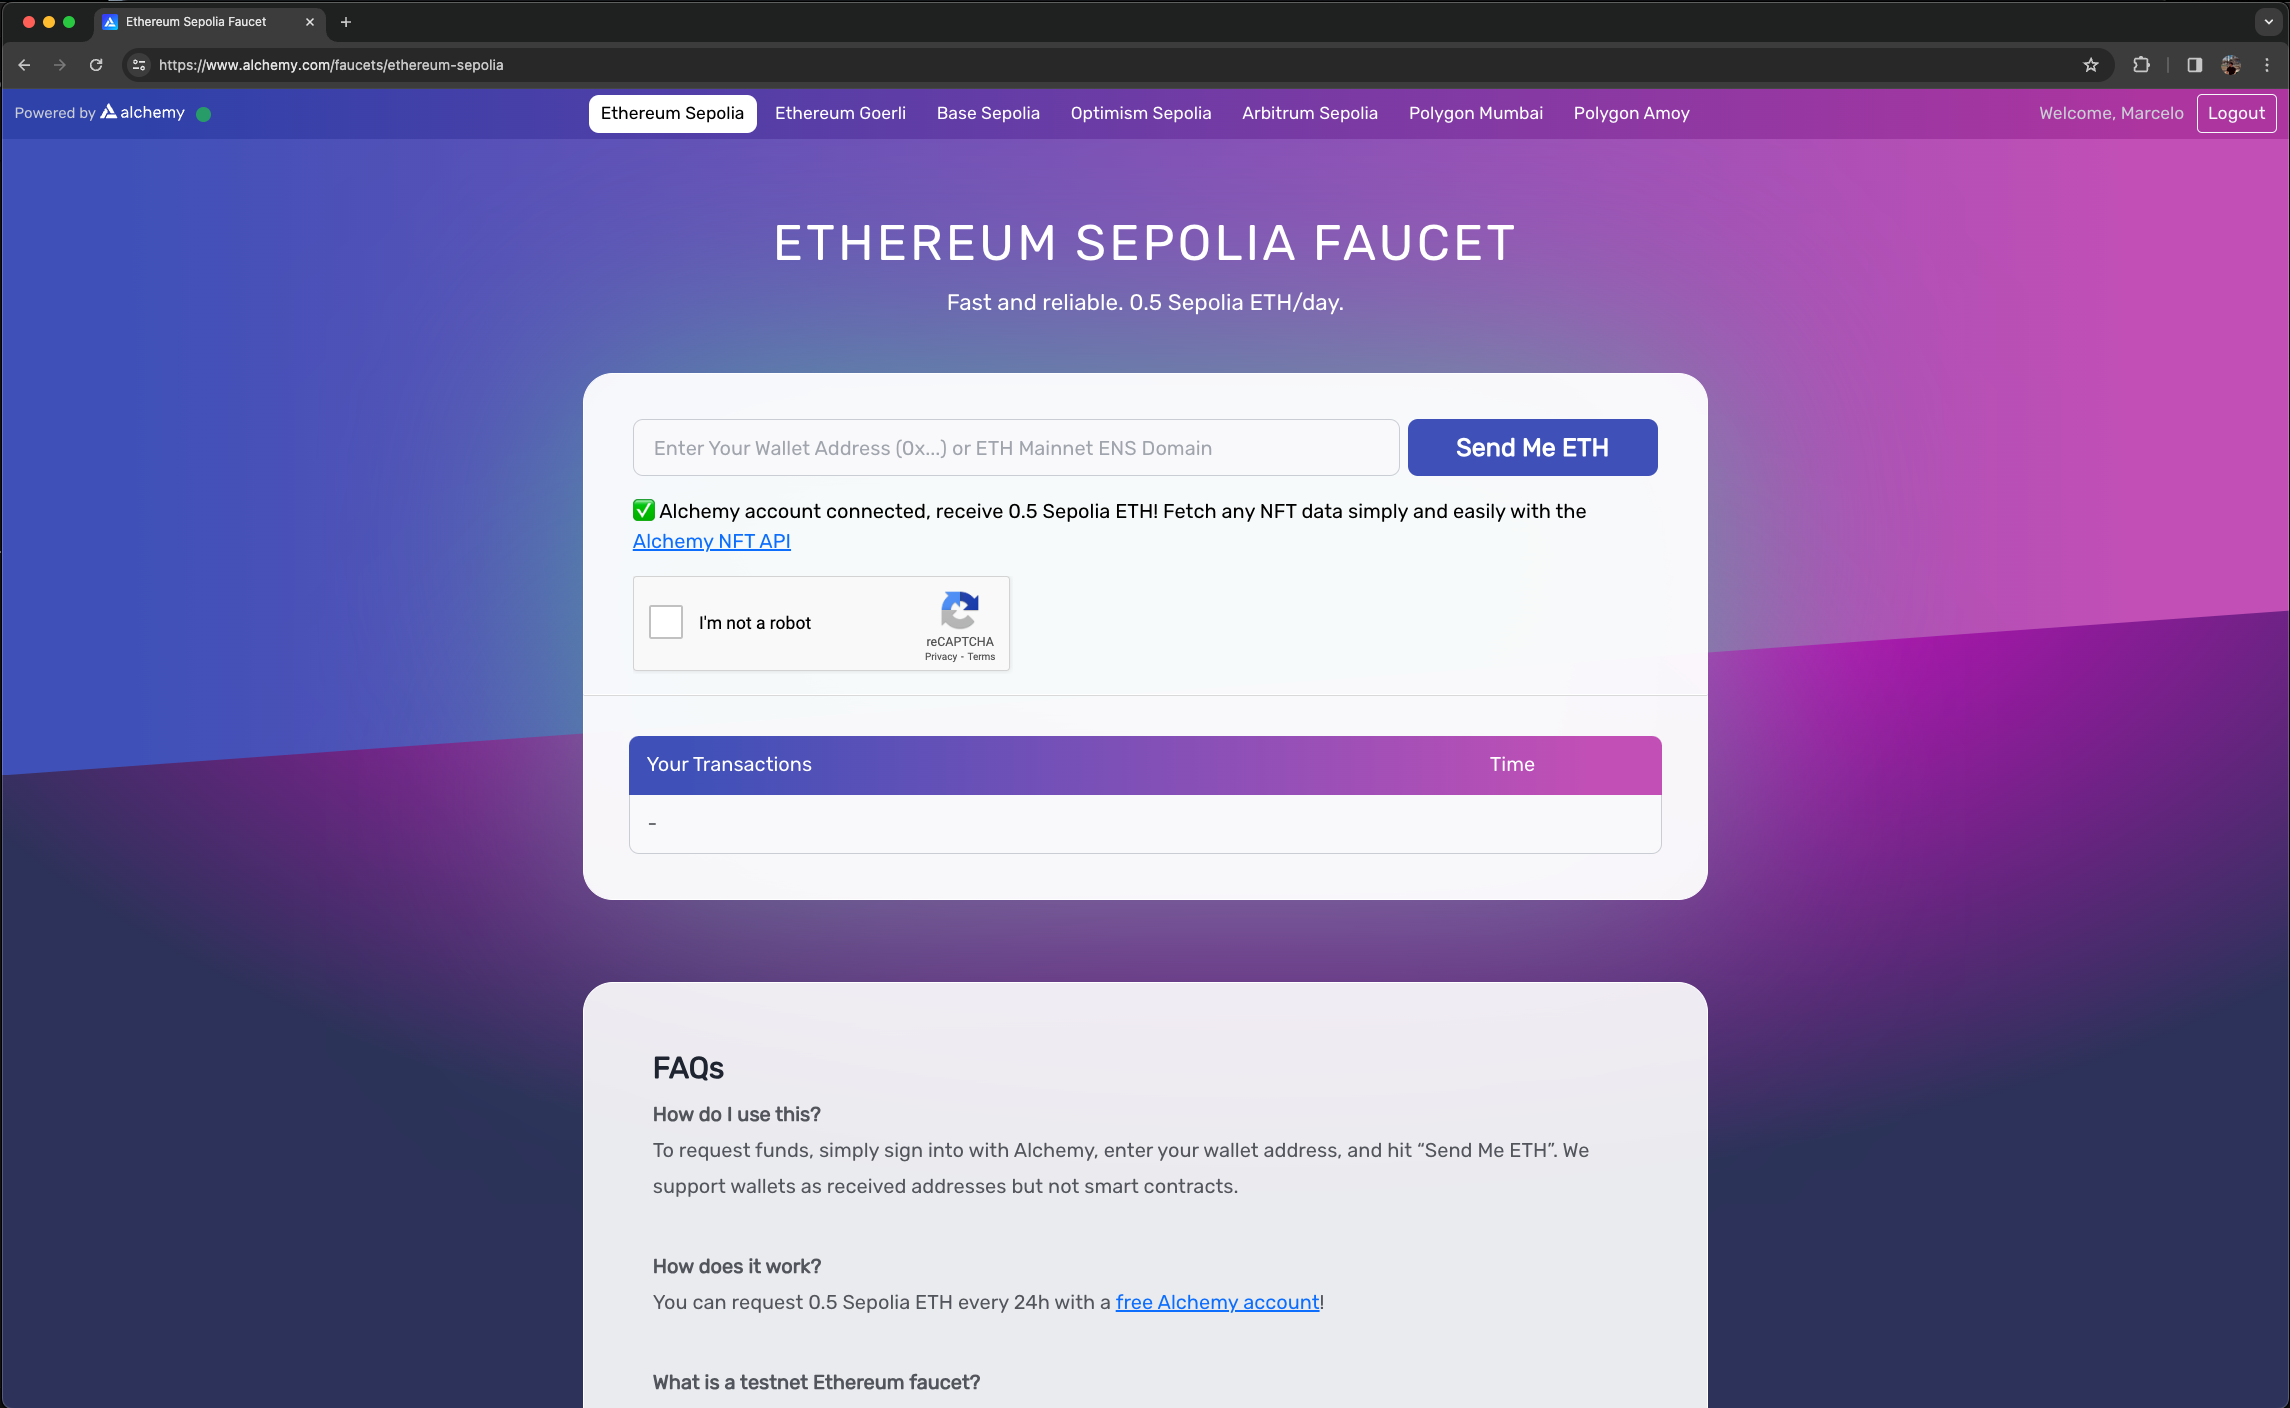 Ethereum Sepolia Faucet
https://www.alchemy.com/faucets/ethereum-sepolia
Powered by alchemy
Ethereum Sepolia Ethereum Goerli Base Sepolia Optimism Sepolia Arbitrum Sepolia Polygon Mumbai Polygon Amoy
Welcome, Marcelo Logout
ETHEREUM SEPOLIA FAUCET
Fast and reliable. 0.5 Sepolia ETH/day.
Enter Your Wallet Address (0x...) or ETH Mainnet ENS Domain
Send Me ETH
✅ Alchemy account connected, receive 0.5 Sepolia ETH! Fetch any NFT data simply and easily with the
Alchemy NFT API
I'm not a robot
reCAPTCHA
Privacy - Terms
Your Transactions Time
-
FAQs
How do I use this?
To request funds, simply sign into with Alchemy, enter your wallet address, and hit “Send Me ETH”. We
support wallets as received addresses but not smart contracts.
How does it work?
You can request 0.5 Sepolia ETH every 24h with a free Alchemy account!
What is a testnet Ethereum faucet?